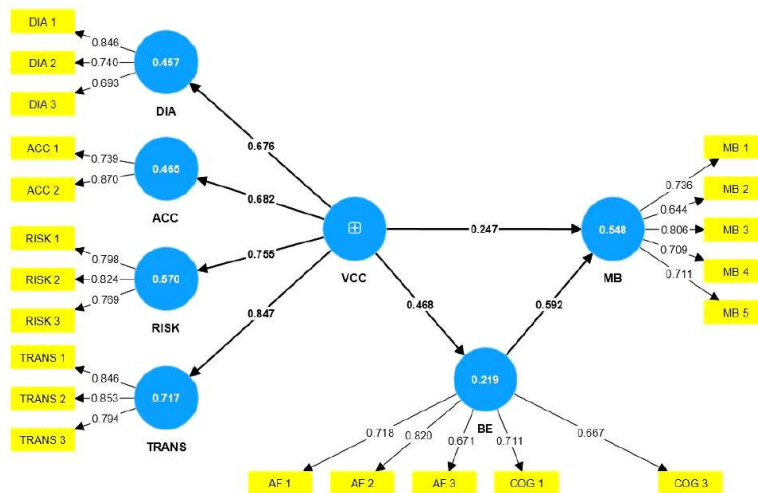 DIA 1
0.846
DIA 2
0.740
0.457
DIA 3
0.693
DIA
0.676
ACC 1
0.739
0.465
ACC 2
0.870
ACC
0.682
RISK 1
0.798
RISK 2
0.824
0.570
RISK 3
0.769
RISK
0.755
TRANS 1
0.846
TRANS 2
0.853
0.717
TRANS 3
0.794
TRANS
0.847
VCC
0.247
0.468
0.592
0.548
MB
MB 1
0.736
MB 2
0.644
MB 3
0.806
MB 4
0.709
MB 5
0.711
0.219
BE
0.718
0.820
0.671
0.711
0.667
AF 1
AF 2
AF 3
COG 1
COG 3